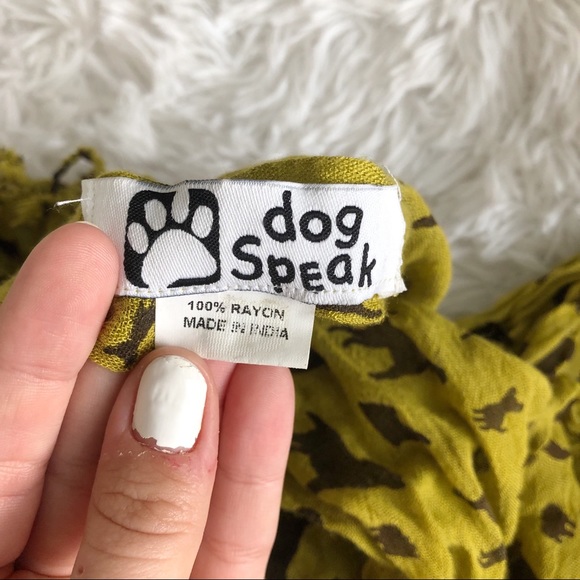 dog
Speak
100% RAYON
MADE IN INDIA